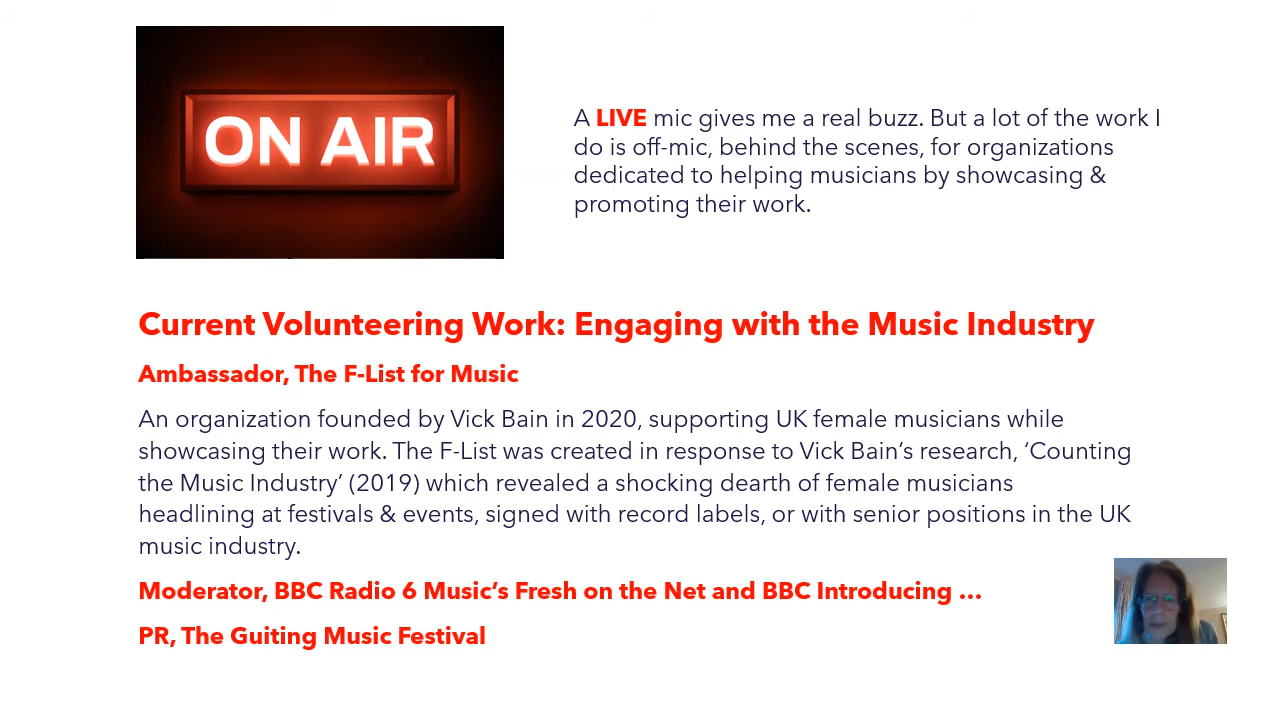 ON AIR
A LIVE mic gives me a real buzz. But a lot of the work I
do is off-mic, behind the scenes, for organizations
dedicated to helping musicians by showcasing &
promoting their work.
Current Volunteering Work: Engaging with the Music Industry
Ambassador, The F-List for Music
An organization founded by Vick Bain in 2020, supporting UK female musicians while
showcasing their work. The F-List was created in response to Vick Bain’s research, ‘Counting
the Music Industry’ (2019) which revealed a shocking dearth of female musicians
headlining at festivals & events, signed with record labels, or with senior positions in the UK
music industry.
Moderator, BBC Radio 6 Music’s Fresh on the Net and BBC Introducing …
PR, The Guiting Music Festival